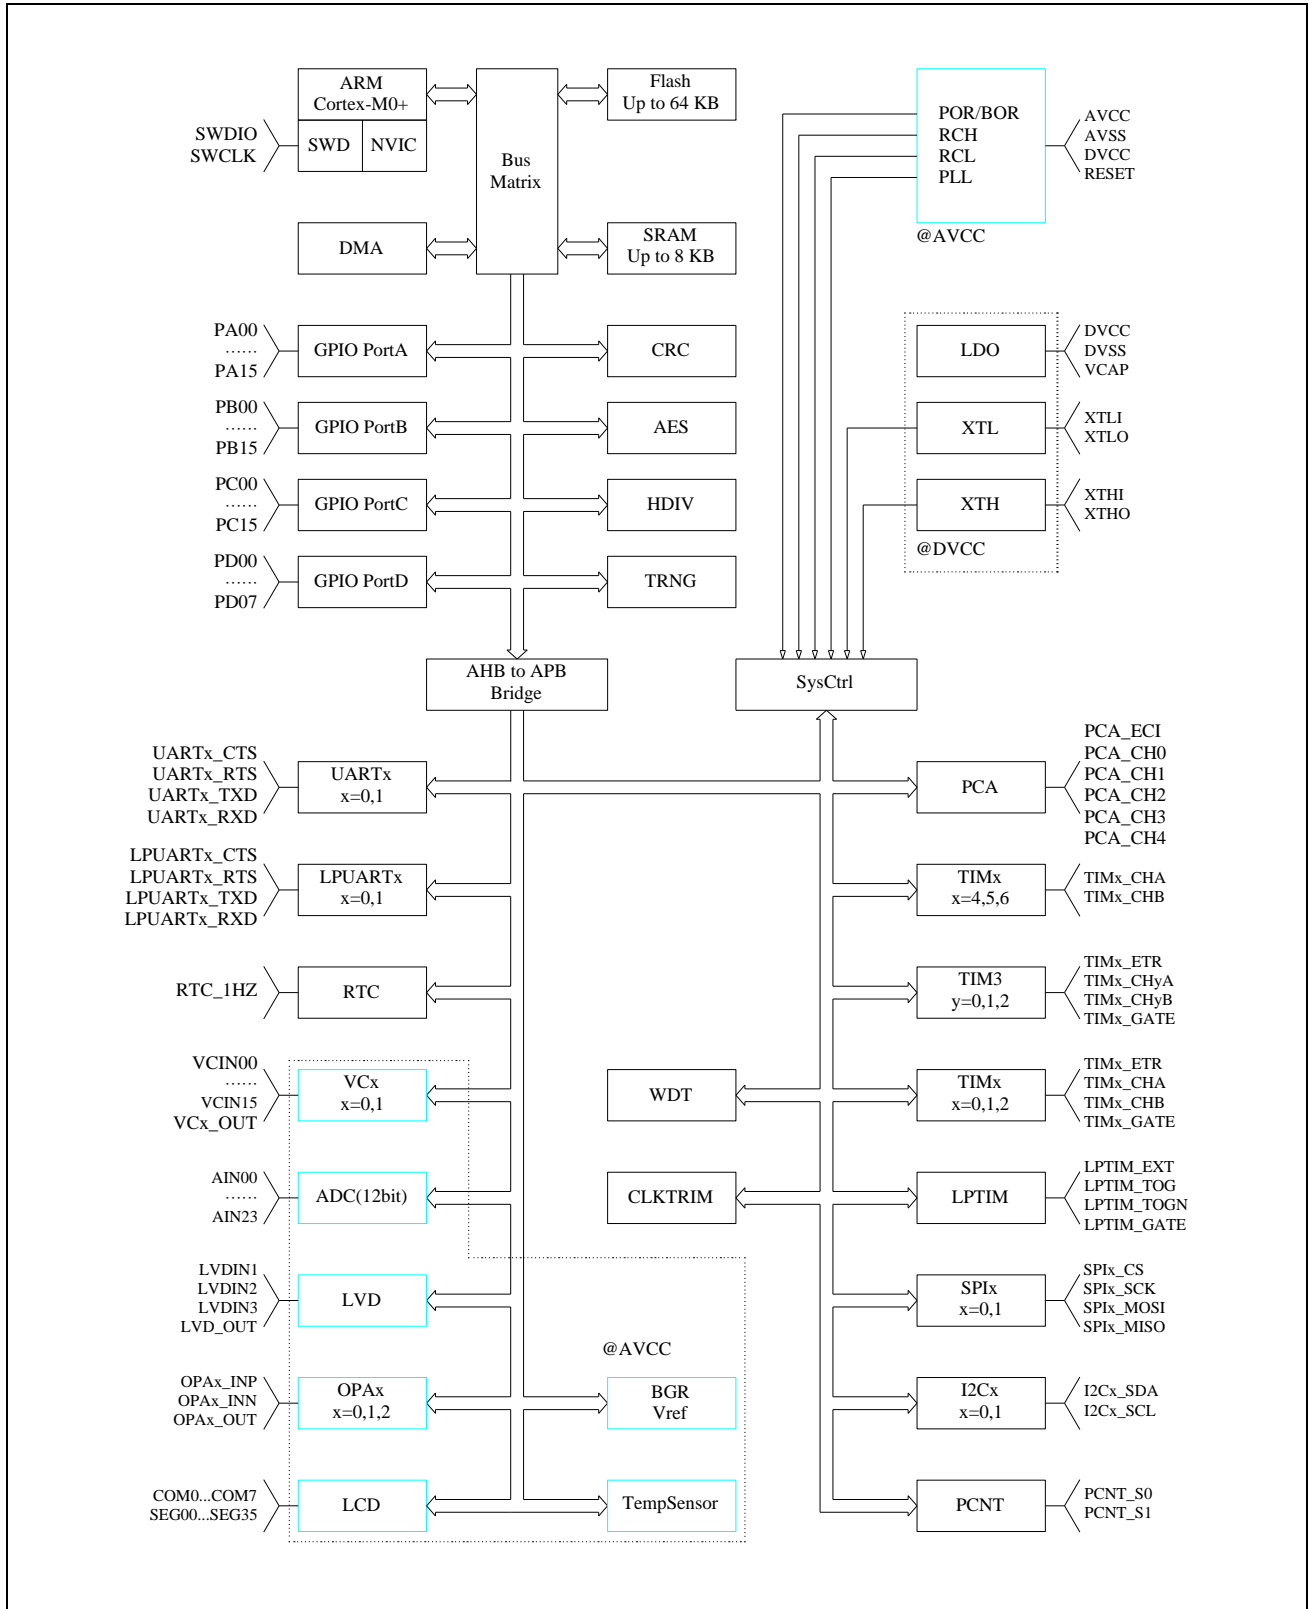 ARM
Cortex-M0+
SWD
NVIC
SWDIO
SWCLK
Bus
Matrix
Flash
Up to 64 KB
DMA
SRAM
Up to 8 KB
POR/BOR
RCH
RCL
PLL
@AVCC
AVCC
AVSS
DVCC
RESET
PA00
......
PA15
GPIO PortA
CRC
PB00
......
PB15
GPIO PortB
AES
PC00
......
PC15
GPIO PortC
HDIV
PD00
......
PD07
GPIO PortD
TRNG
LDO
DVCC
DVSS
VCAP
XTL
XTLI
XTLO
XTH
XTHI
XTHO
@DVCC
AHB to APB
Bridge
SysCtrl
UARTx_CTS
UARTx_RTS
UARTx_TXD
UARTx_RXD
UARTx
x=0,1
PCA
PCA_ECI
PCA_CH0
PCA_CH1
PCA_CH2
PCA_CH3
PCA_CH4
LPUARTx_CTS
LPUARTx_RTS
LPUARTx_TXD
LPUARTx_RXD
LPUARTx
x=0,1
TIMx
x=4,5,6
TIMx_CHA
TIMx_CHB
RTC_1HZ
RTC
TIM3
y=0,1,2
TIMx_ETR
TIMx_CHyA
TIMx_CHyB
TIMx_GATE
VCIN00
......
VCIN15
VCx_OUT
VCx
x=0,1
WDT
TIMx
x=0,1,2
TIMx_ETR
TIMx_CHA
TIMx_CHB
TIMx_GATE
AIN00
......
AIN23
ADC(12bit)
CLKTRIM
LPTIM
LPTIM_EXT
LPTIM_TOG
LPTIM_TOGN
LPTIM_GATE
LVDIN1
LVDIN2
LVDIN3
LVD_OUT
LVD
SPIx
x=0,1
SPIx_CS
SPIx_SCK
SPIx_MOSI
SPIx_MISO
@AVCC
OPAx_INP
OPAx_INN
OPAx_OUT
OPAx
x=0,1,2
BGR
Vref
I2Cx
x=0,1
I2Cx_SDA
I2Cx_SCL
COM0...COM7
SEG00...SEG35
LCD
TempSensor
PCNT
PCNT_S0
PCNT_S1